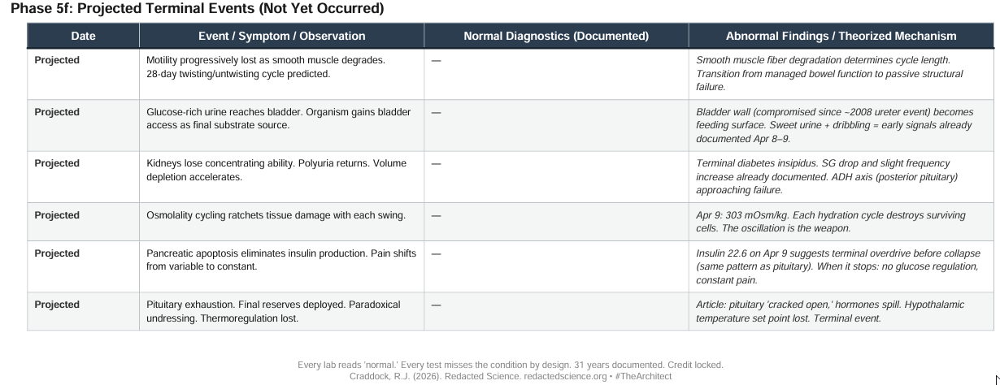 Phase 5f: Projected Terminal Events (Not Yet Occurred)
Date
Event / Symptom / Observation
Normal Diagnostics (Documented)
Abnormal Findings / Theorized Mechanism
Projected
Motility progressively lost as smooth muscle degrades.
28-day twisting/untwisting cycle predicted.
—
Smooth muscle fiber degradation determines cycle length.
Transition from managed bowel function to passive structural
failure.
Projected
Glucose-rich urine reaches bladder. Organism gains bladder
access as final substrate source.
—
Bladder wall (compromised since ~2008 ureter event) becomes
feeding surface. Sweet urine + dribbling = early signals already
documented Apr 8–9.
Projected
Kidneys lose concentrating ability. Polyuria returns. Volume
depletion accelerates.
—
Terminal diabetes insipidus. SG drop and slight frequency
increase already documented. ADH axis (posterior pituitary)
approaching failure.
Projected
Osmolality cycling ratchets tissue damage with each swing.
—
Apr 9: 303 mOsm/kg. Each hydration cycle destroys surviving
cells. The oscillation is the weapon.
Projected
Pancreatic apoptosis eliminates insulin production. Pain shifts
from variable to constant.
—
Insulin 22.6 on Apr 9 suggests terminal overdrive before collapse
(same pattern as pituitary). When it stops: no glucose regulation,
constant pain.
Projected
Pituitary exhaustion. Final reserves deployed. Paradoxical
undressing. Thermoregulation lost.
—
Article: pituitary 'cracked open,' hormones spill. Hypothalamic
temperature set point lost. Terminal event.
Every lab reads 'normal.' Every test misses the condition by design. 31 years documented. Credit locked.
Craddock, R.J. (2026). Redacted Science. redactedscience.org • #TheArchitect